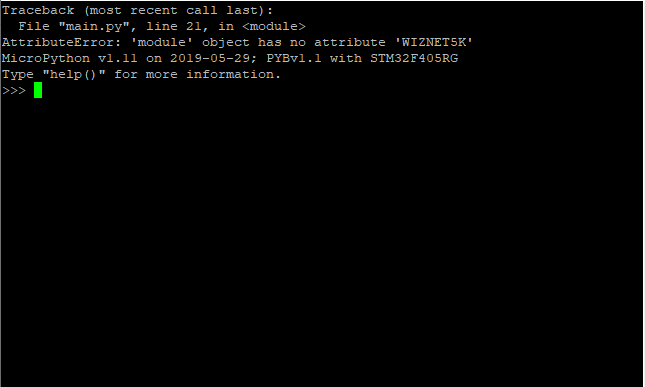 Traceback (most recent call last):
  File "main.py", line 21, in <module>
AttributeError: 'module' object has no attribute 'WIZNET5K'
MicroPython v1.11 on 2019-05-29; PYBv1.1 with STM32F405RG
Type "help()" for more information.
>>>